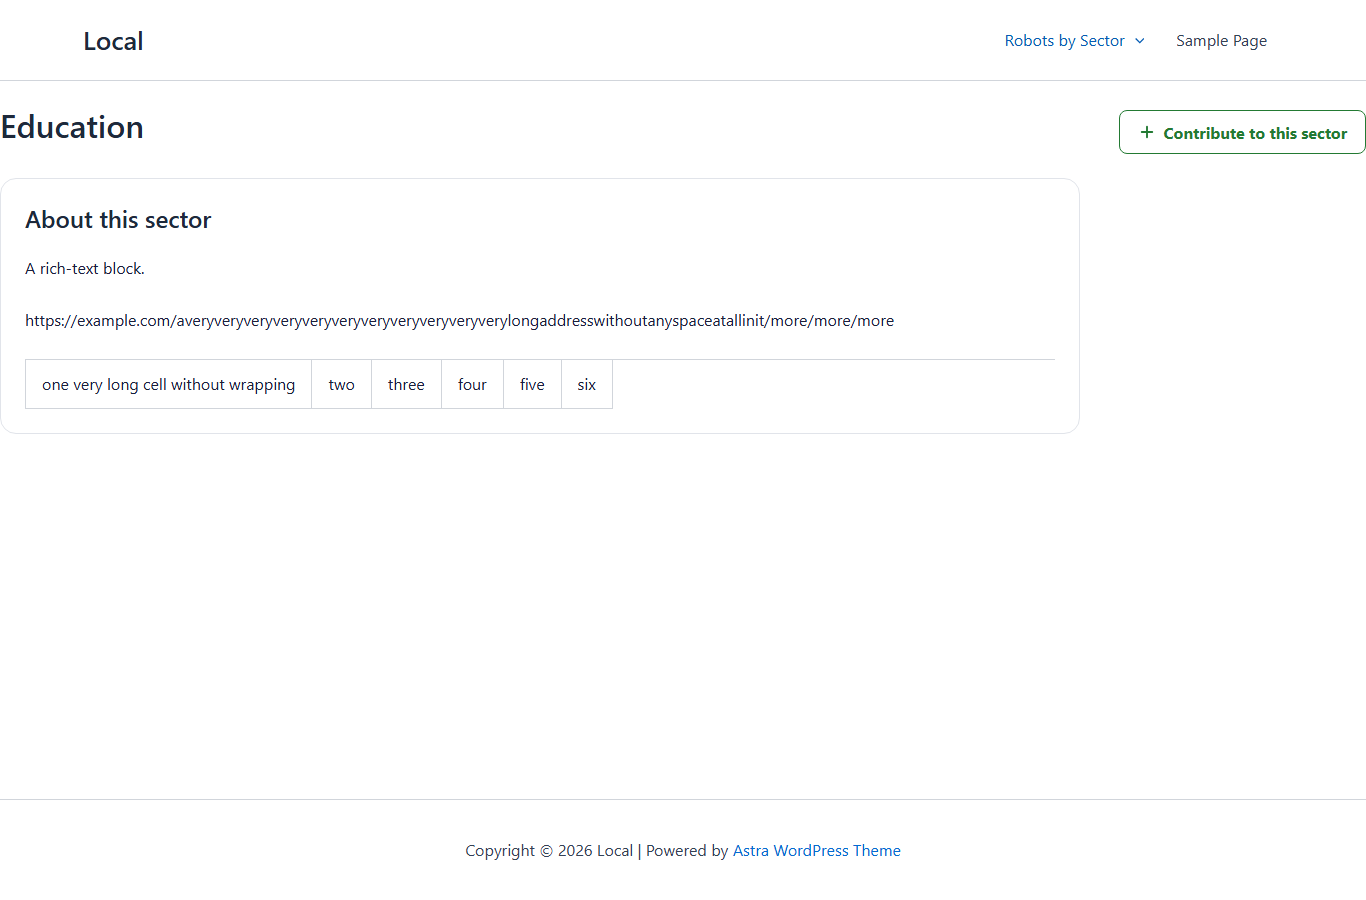 Local
Robots by Sector
Sample Page
Education
+ Contribute to this sector
About this sector
A rich-text block.
https://example.com/averyveryveryveryveryveryveryveryveryveryverylongaddresswithoutanyspaceatallinit/more/more/more
one very long cell without wrapping two three four five six
Copyright © 2026 Local | Powered by Astra WordPress Theme